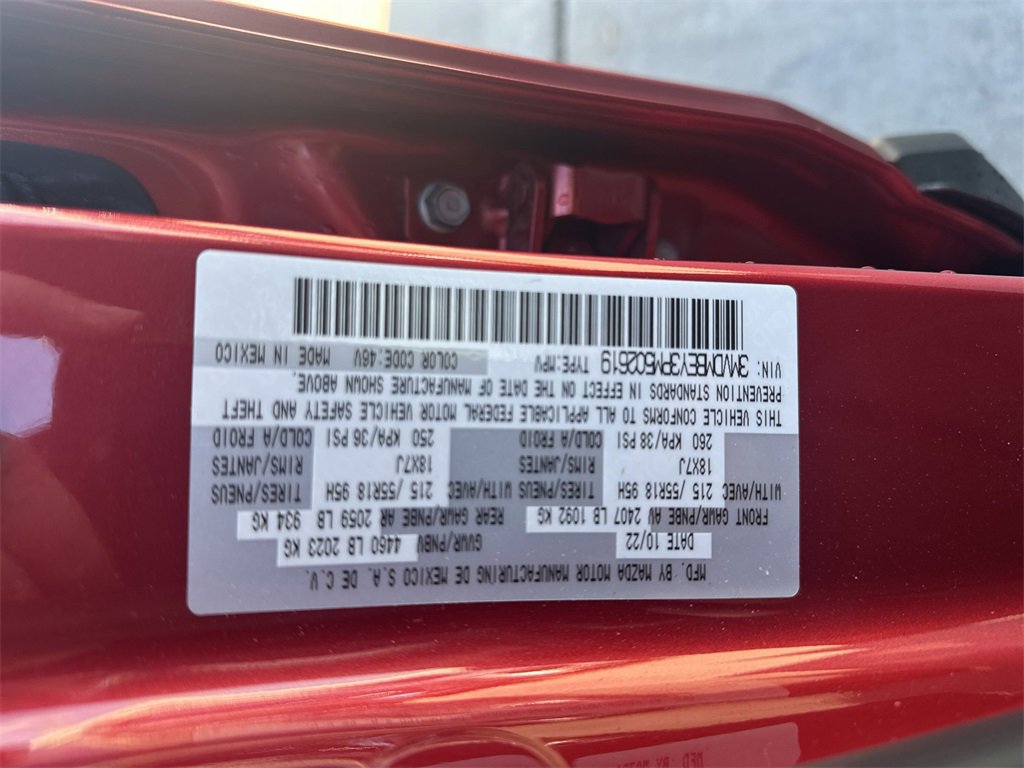 MFD. BY MAZDA MOTOR MANUFACTURING DE MEXICO S.A. DE C.V.
DATE 10/22 GVWR/PNBV 4460 LB 2023 KG
FRONT GAWR/PNBE AV 2407 LB 1092 KG REAR GAWR/PNBE AR 2059 LB 934 KG
WITH/AVEC 215 /55R18 95H TIRES/PNEUS WITH/AVEC 215 /55R18 95H TIRES/PNEUS
18X7J RIMS/JANTES 18X7J RIMS/JANTES
260 KPA/38 PSI COLD/A FROID 250 KPA/36 PSI COLD/A FROID
THIS VEHICLE CONFORMS TO ALL APPLICABLE FEDERAL MOTOR VEHICLE SAFETY AND THEFT
PREVENTION STANDARDS IN EFFECT ON THE DATE OF MANUFACTURE SHOWN ABOVE.
VIN: 3MVDMBEY3PM502619 TYPE:MPV COLOR CODE:46V MADE IN MEXICO